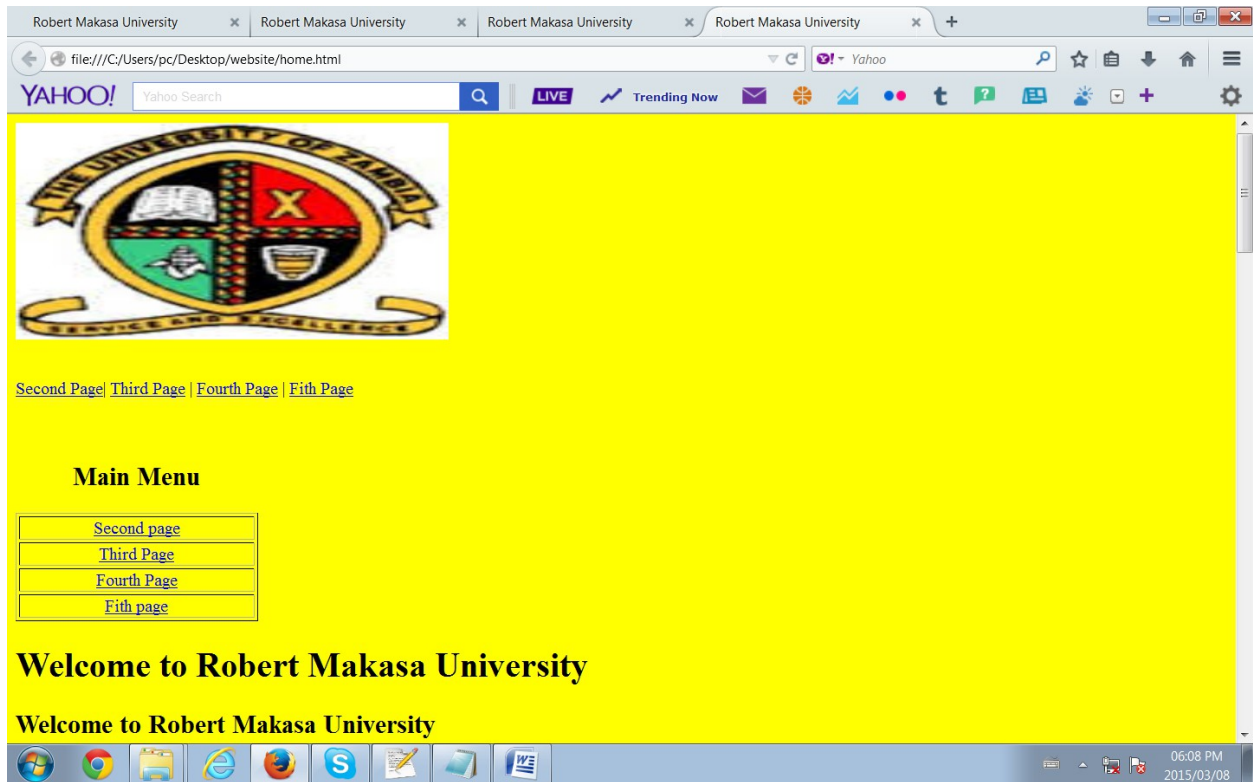 Robert Makasa University Robert Makasa University Robert Makasa University Robert Makasa University
file:///C:/Users/pc/Desktop/website/home.html Yahoo
YAHOO! Yahoo Search LIVE Trending Now
THE UNIVERSITY OF ZAMBIA
SERVICE AND EXCELLENCE
Second Page| Third Page | Fourth Page | Fith Page
Main Menu
Second page
Third Page
Fourth Page
Fith page
Welcome to Robert Makasa University
Welcome to Robert Makasa University
06:08 PM
2015/03/08